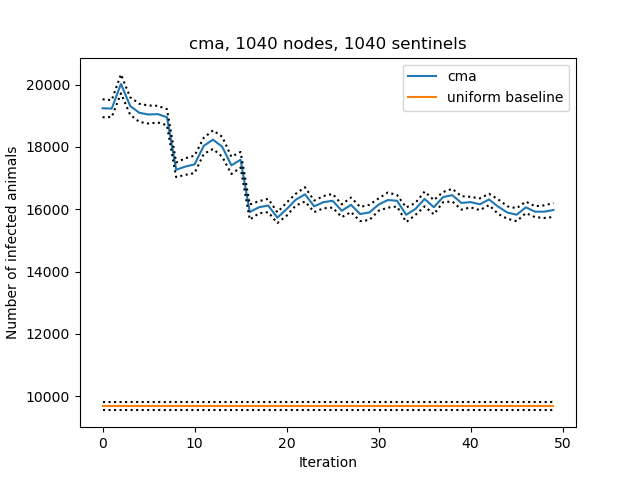 cma, 1040 nodes, 1040 sentinels
cma
uniform baseline
Number of infected animals
20000
18000
16000
14000
12000
10000
0 10 20 30 40 50
Iteration